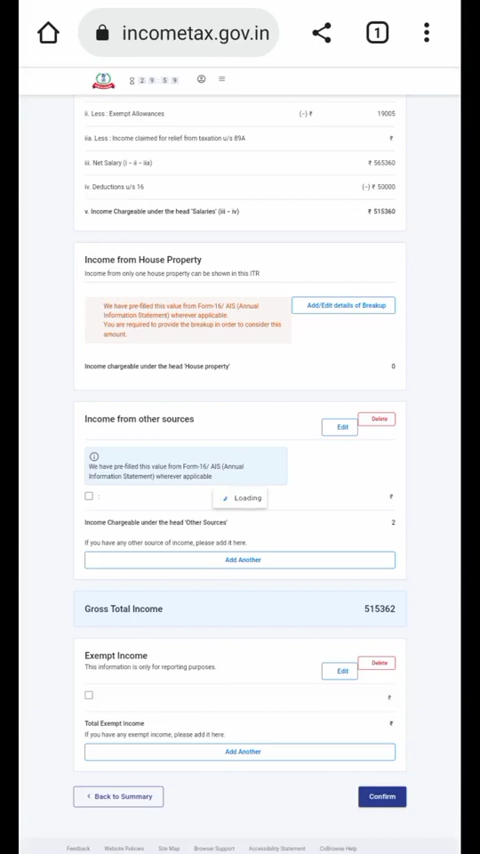 incometax.gov.in
1
2 9 5 9
ii. Less : Exempt Allowances (-) ₹ 19005
iia. Less : Income claimed for relief from taxation u/s 89A ₹
iii. Net Salary (i - ii - iia) ₹ 565360
iv. Deductions u/s 16 (-) ₹ 50000
v. Income Chargeable under the head 'Salaries' (iii - iv) ₹ 515360
Income from House Property
Income from only one house property can be shown in this ITR
We have pre-filled this value from Form-16/ AIS (Annual
Information Statement) wherever applicable.
You are required to provide the breakup in order to consider this
amount.
Add/Edit details of Breakup
Income chargeable under the head 'House property' 0
Income from other sources
Edit
Delete
We have pre-filled this value from Form-16/ AIS (Annual
Information Statement) wherever applicable
: ₹
Loading
Income Chargeable under the head 'Other Sources' 2
If you have any other source of income, please add it here.
Add Another
Gross Total Income 515362
Exempt Income
This information is only for reporting purposes.
Edit
Delete
₹
Total Exempt Income ₹
If you have any exempt income, please add it here.
Add Another
< Back to Summary
Confirm
Feedback Website Policies Site Map Browser Support Accessibility Statement CoBrowse Help